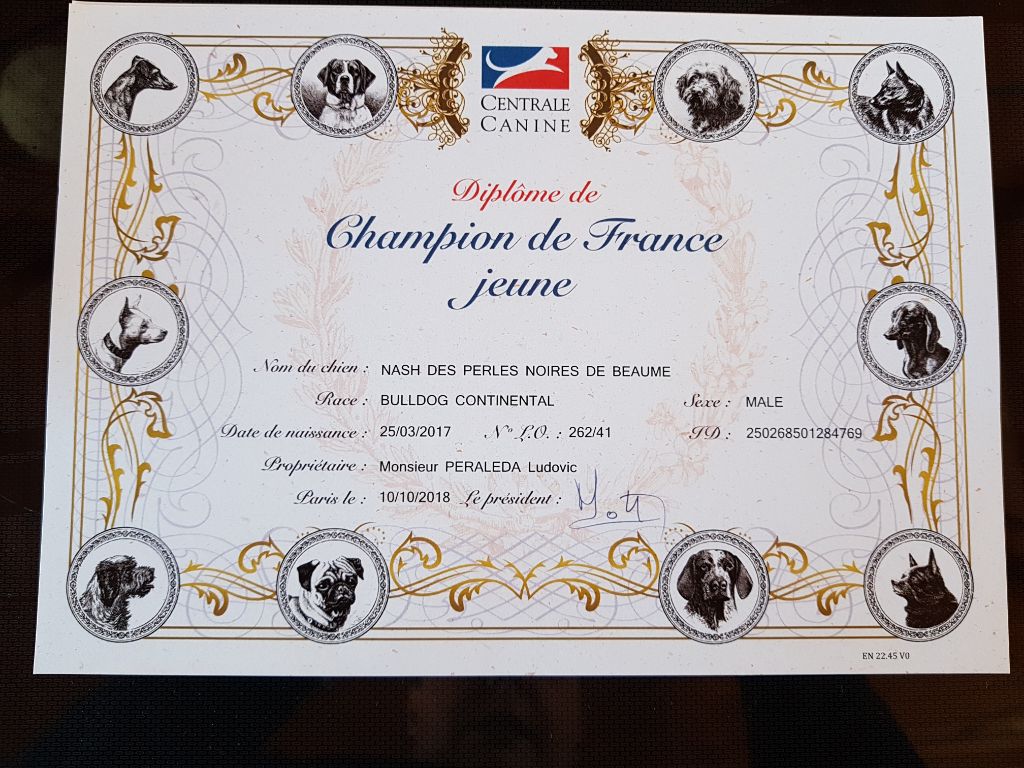 CENTRALE
CANINE
Diplôme de
Champion de France
jeune
Nom du chien : NASH DES PERLES NOIRES DE BEAUME
Race : BULLDOG CONTINENTAL Sexe : MALE
Date de naissance : 25/03/2017 N° L.O. : 262/41 ID : 250268501284769
Propriétaire : Monsieur PERALEDA Ludovic
Paris le : 10/10/2018 Le président :
EN 22.45 V0